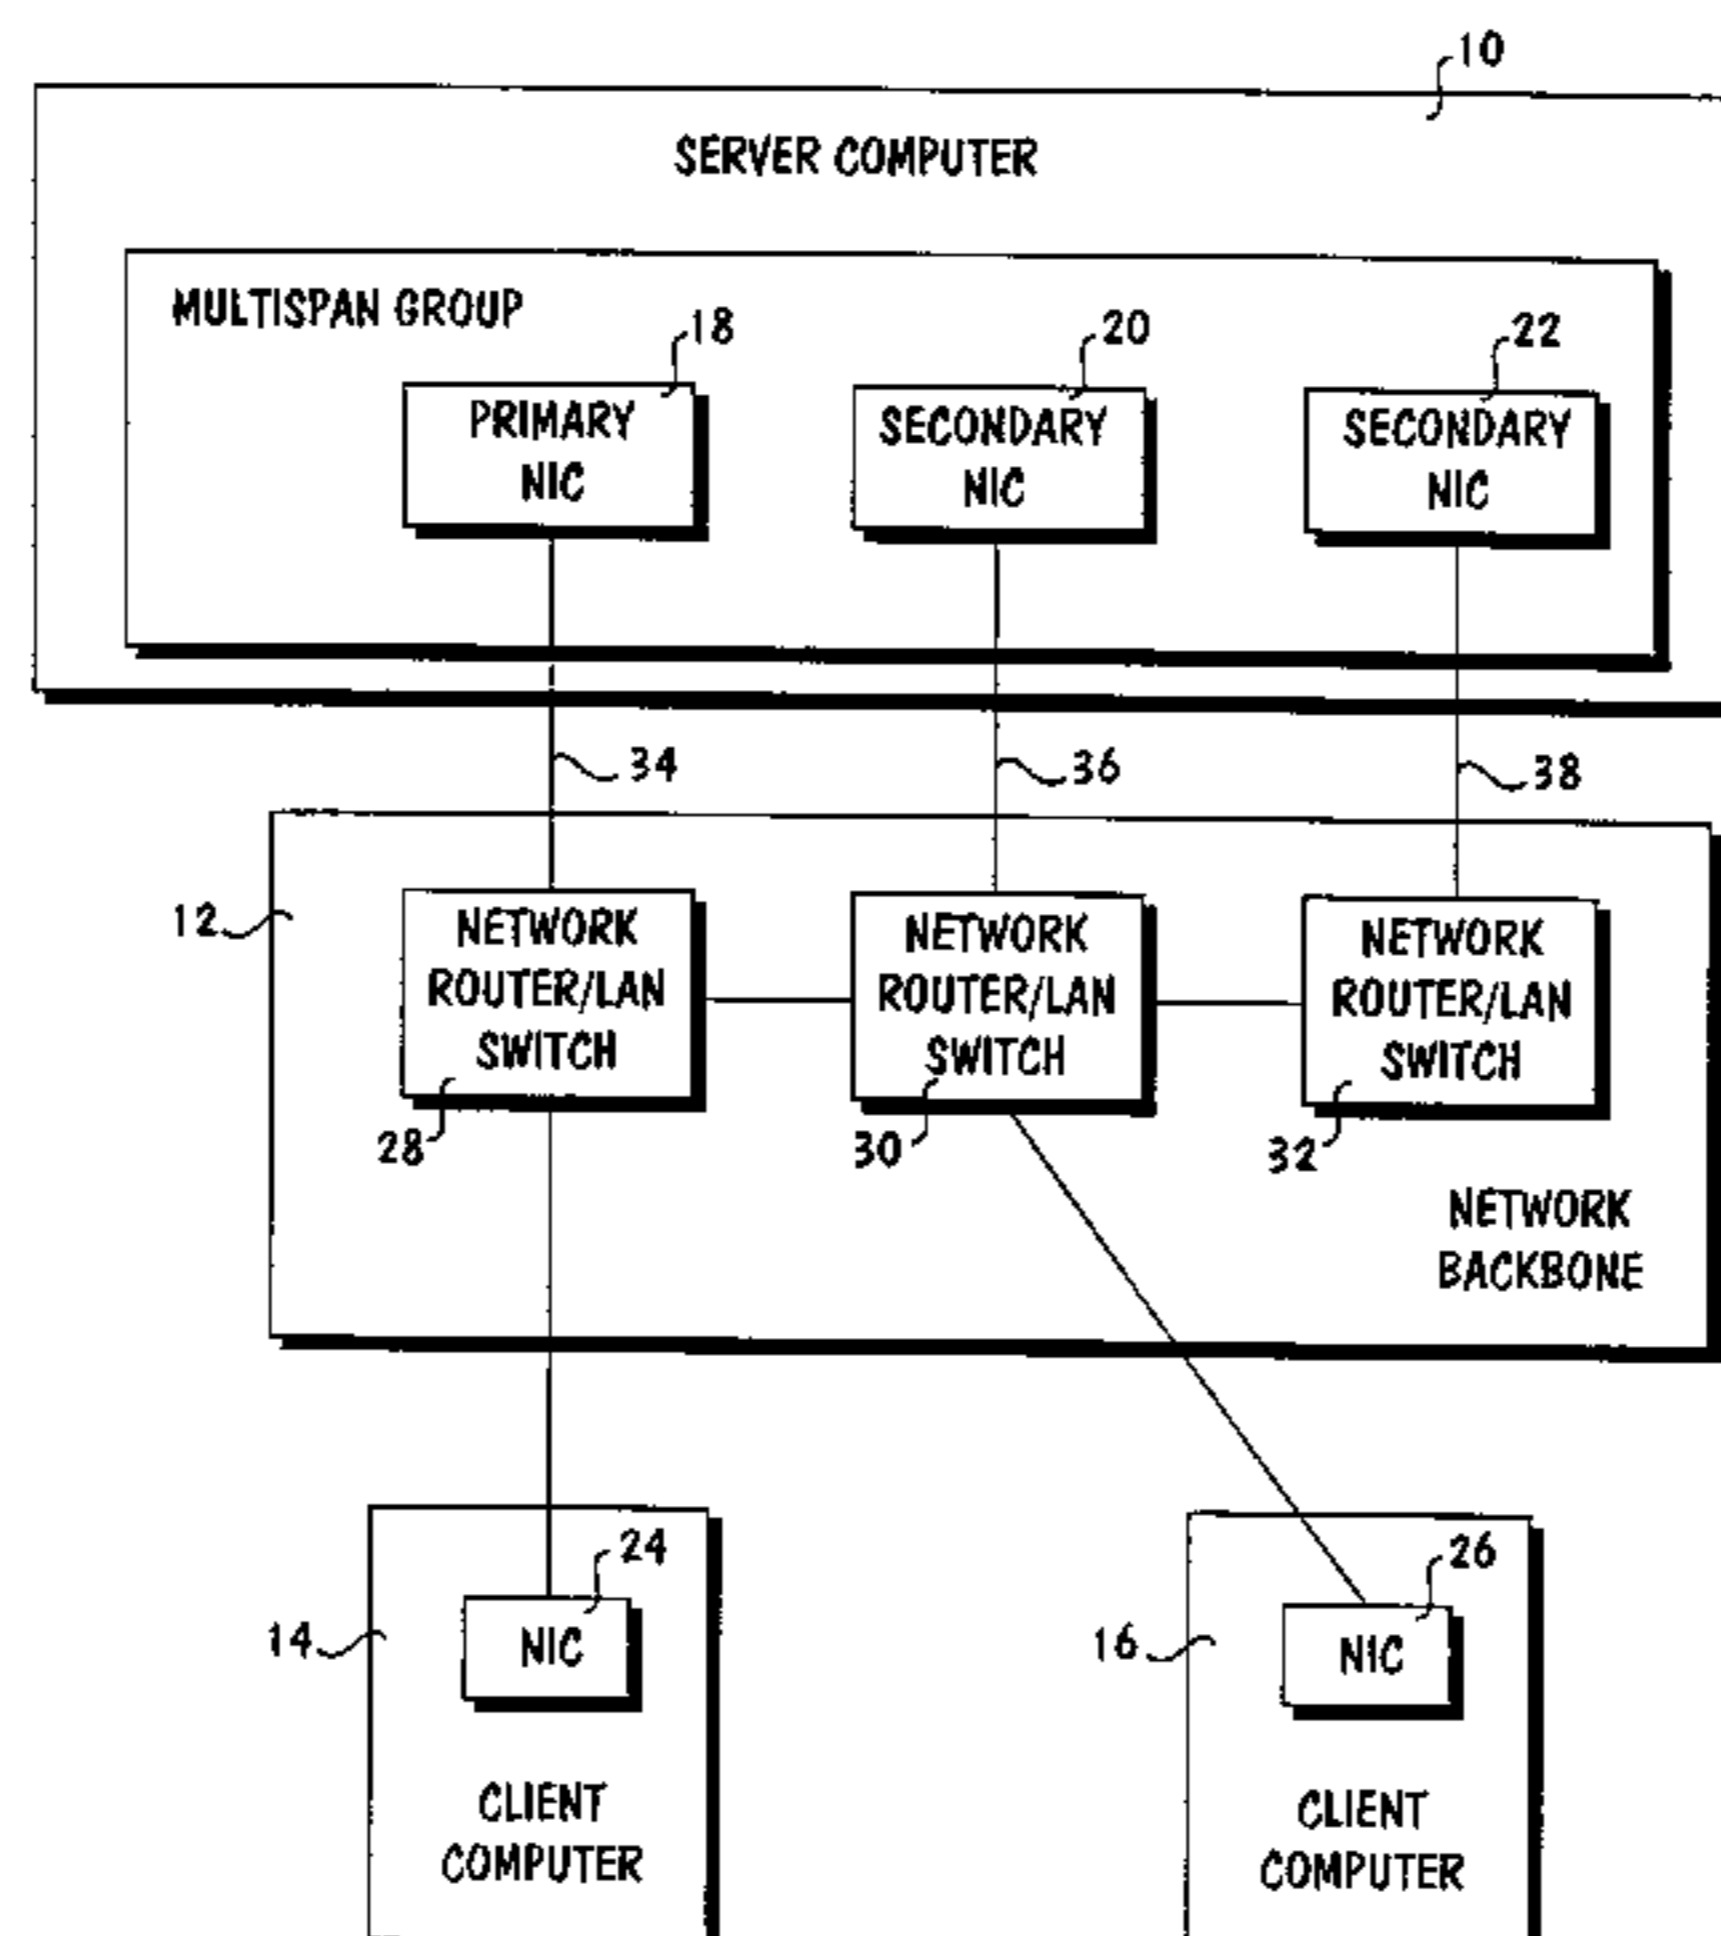 10
SERVER COMPUTER
MULTISPAN GROUP
18
20
22
PRIMARY
NIC
SECONDARY
NIC
SECONDARY
NIC
34
36
38
12
NETWORK
ROUTER/LAN
SWITCH
NETWORK
ROUTER/LAN
SWITCH
NETWORK
ROUTER/LAN
SWITCH
28
30
32
NETWORK
BACKBONE
24
26
14
NIC
16
NIC
CLIENT
COMPUTER
CLIENT
COMPUTER